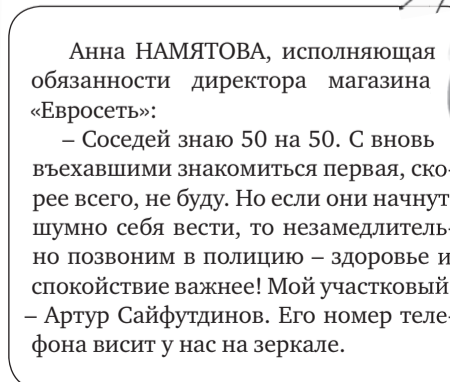 Анна НАМЯТОВА, исполняющая
обязанности директора магазина
«Евросеть»:
– Соседей знаю 50 на 50. С вновь
въехавшими знакомиться первая, ско-
рее всего, не буду. Но если они начнут
шумно себя вести, то незамедлитель-
но позвоним в полицию – здоровье и
спокойствие важнее! Мой участковый
– Артур Сайфутдинов. Его номер теле-
фона висит у нас на зеркале.